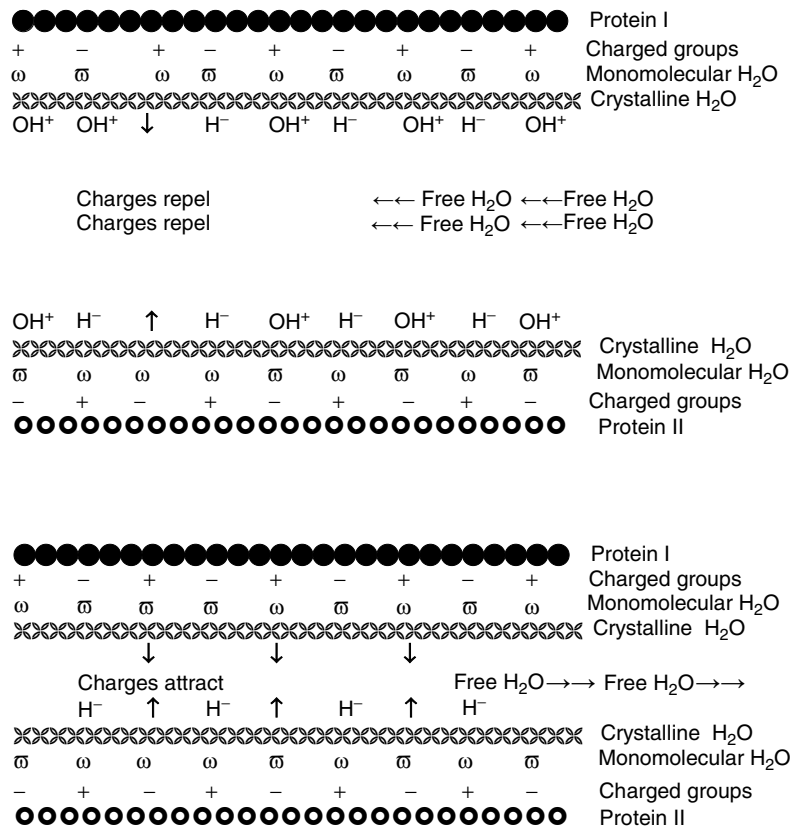 Protein I
+ − + − + − + − + Charged groups
ω ϖ ω ϖ ω ϖ ω ϖ ω Monomolecular H₂O
Crystalline H₂O
OH⁺ OH⁺ ↓ H⁻ OH⁺ H⁻ OH⁺ H⁻ OH⁺
Charges repel ←← Free H₂O ←←Free H₂O
Charges repel ←← Free H₂O ←←Free H₂O
OH⁺ H⁻ ↑ H⁻ OH⁺ H⁻ OH⁺ H⁻ OH⁺
Crystalline H₂O
ϖ ω ω ω ϖ ω ϖ ω ϖ Monomolecular H₂O
− + − + − + − + − Charged groups
Protein II
Protein I
+ − + − + − + − + Charged groups
ω ϖ ϖ ϖ ω ϖ ω ϖ ω Monomolecular H₂O
Crystalline H₂O
↓ ↓ ↓
Charges attract Free H₂O→→ Free H₂O→→
H⁻ ↑ H⁻ ↑ H⁻ ↑ H⁻
Crystalline H₂O
ϖ ω ω ω ϖ ω ϖ ω ϖ Monomolecular H₂O
− + − + − + − + − Charged groups
Protein II